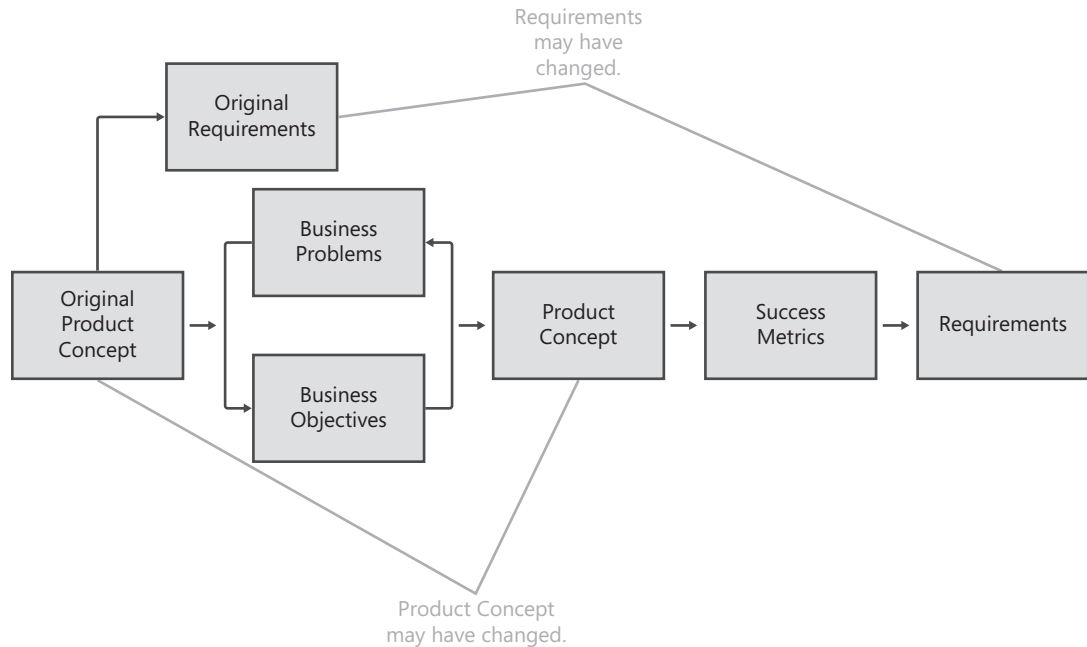 Requirements
may have
changed.
Original
Requirements
Business
Problems
Original
Product
Concept
Product
Concept
Success
Metrics
Requirements
Business
Objectives
Product Concept
may have changed.